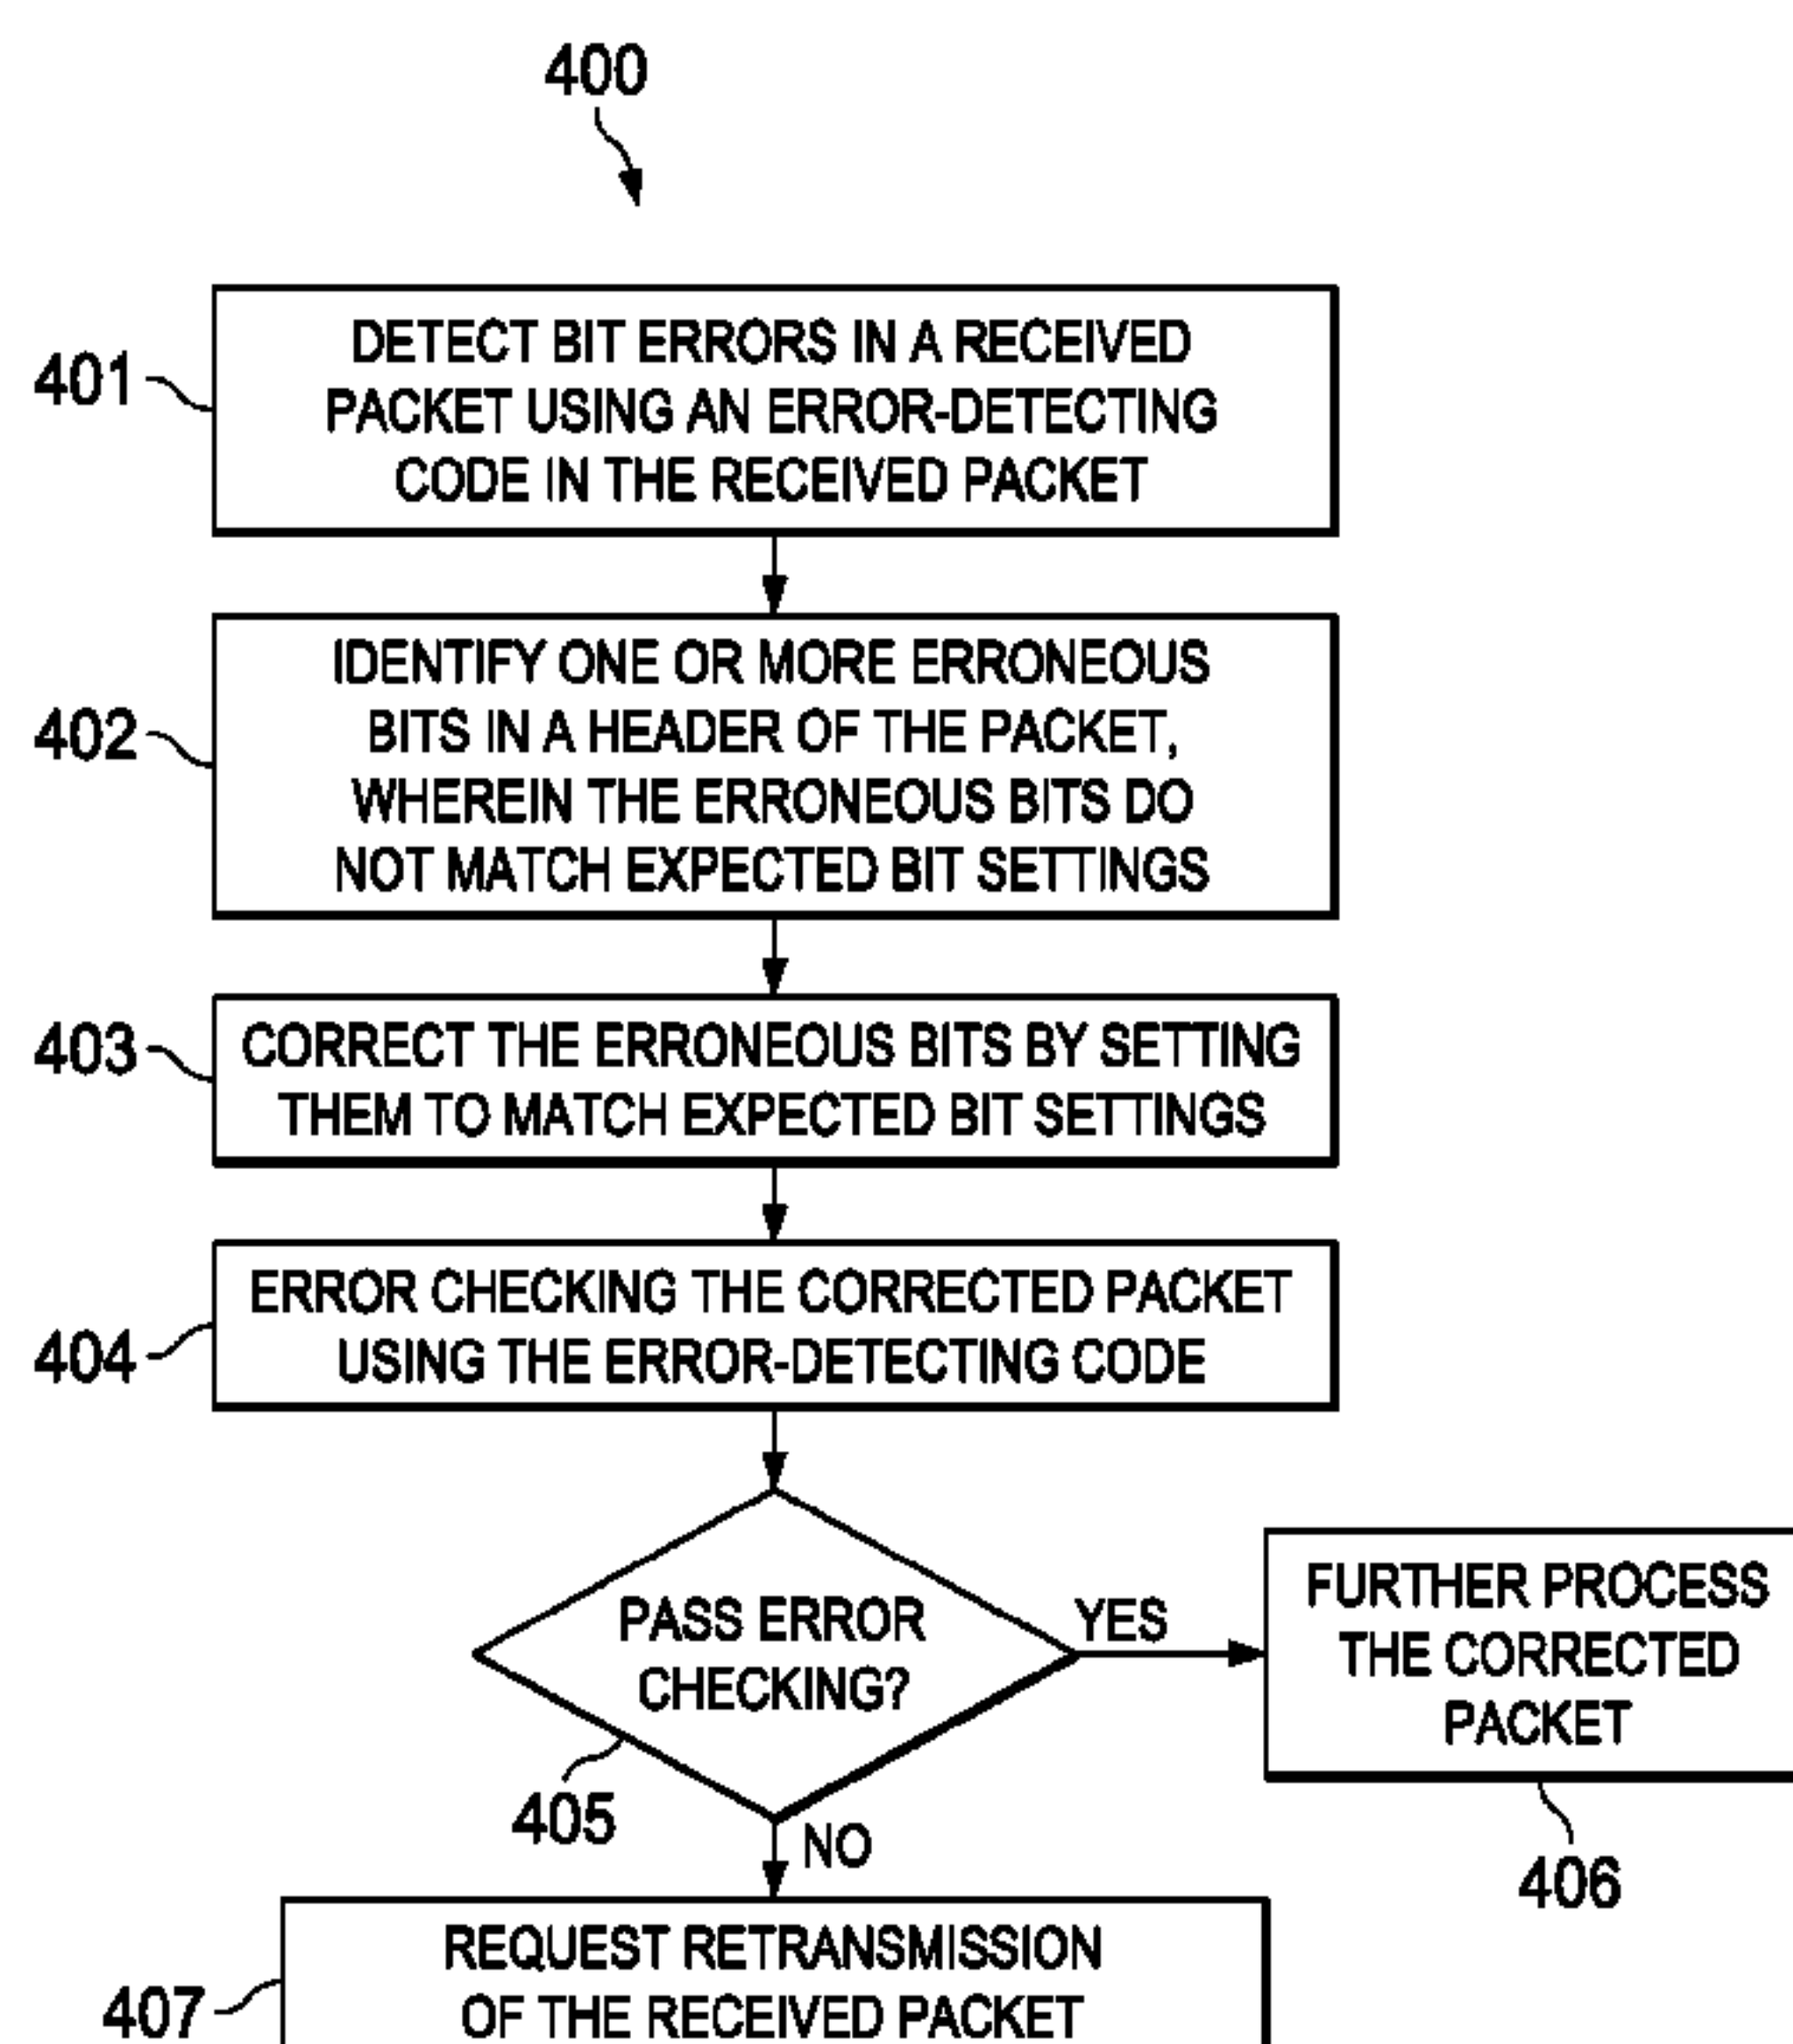 400
401
DETECT BIT ERRORS IN A RECEIVED
PACKET USING AN ERROR-DETECTING
CODE IN THE RECEIVED PACKET
402
IDENTIFY ONE OR MORE ERRONEOUS
BITS IN A HEADER OF THE PACKET,
WHEREIN THE ERRONEOUS BITS DO
NOT MATCH EXPECTED BIT SETTINGS
403
CORRECT THE ERRONEOUS BITS BY SETTING
THEM TO MATCH EXPECTED BIT SETTINGS
404
ERROR CHECKING THE CORRECTED PACKET
USING THE ERROR-DETECTING CODE
PASS ERROR
CHECKING?
405
YES
FURTHER PROCESS
THE CORRECTED
PACKET
406
NO
407
REQUEST RETRANSMISSION
OF THE RECEIVED PACKET